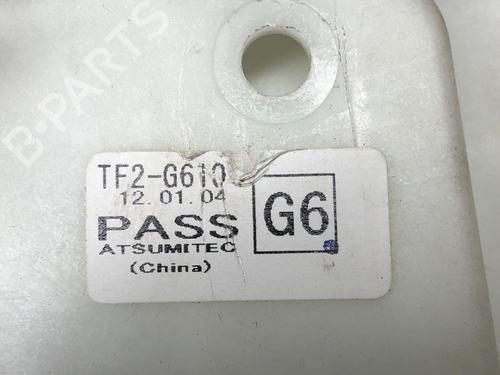 B-PARTS
TF2-G610
12.01.04
PASS
G6
ATSUMITEC
(China)